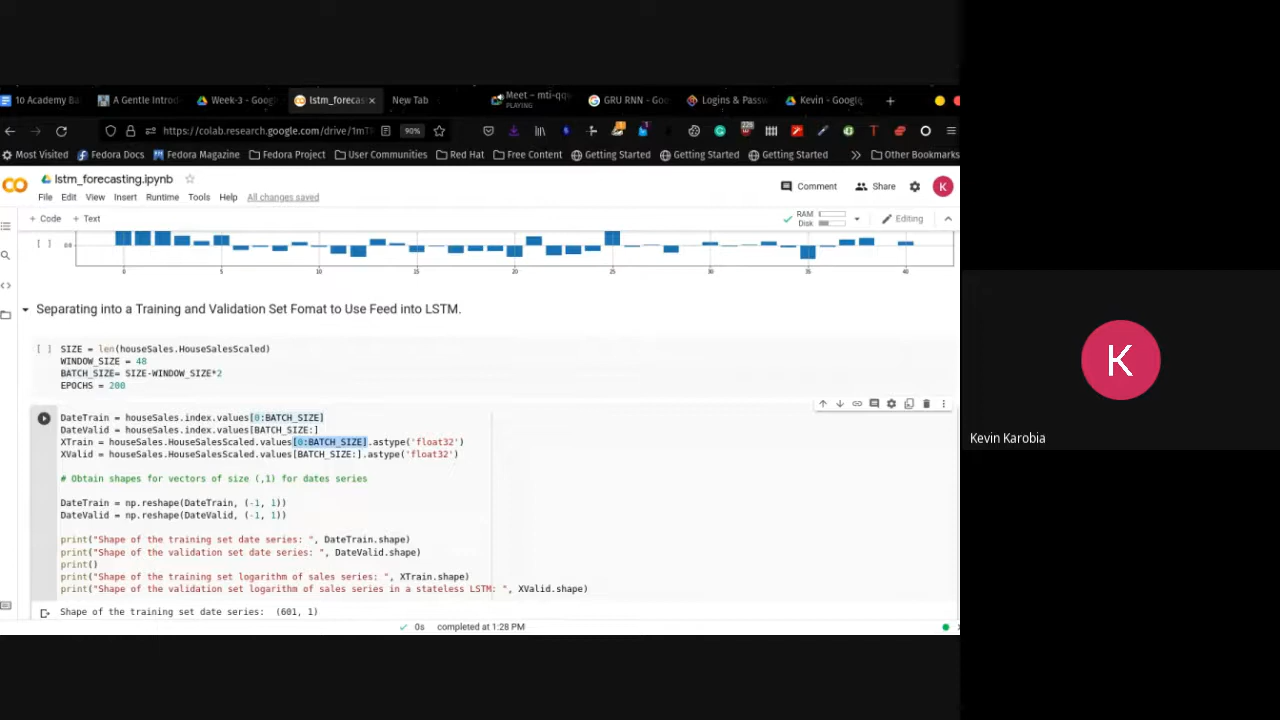 10 Academy Ba
A Gentle Intro
Week-3 - Goog
lstm_forecas
New Tab
Meet – mti-qq
PLAYING
GRU RNN - Go
Logins & Passw
Kevin - Google
https://colab.research.google.com/drive/1mT
90%
Most Visited
Fedora Docs
Fedora Magazine
Fedora Project
User Communities
Red Hat
Free Content
Getting Started
Getting Started
Getting Started
Other Bookmarks
lstm_forecasting.ipynb
Comment
Share
K
File Edit View Insert Runtime Tools Help All changes saved
+ Code + Text
RAM
Disk
Editing
[ ]
0.0
0 5 10 15 20 25 30 35 40
Separating into a Training and Validation Set Fomat to Use Feed into LSTM.
[ ] SIZE = len(houseSales.HouseSalesScaled)
WINDOW_SIZE = 48
BATCH_SIZE= SIZE-WINDOW_SIZE*2
EPOCHS = 200
DateTrain = houseSales.index.values[0:BATCH_SIZE]
DateValid = houseSales.index.values[BATCH_SIZE:]
XTrain = houseSales.HouseSalesScaled.values[0:BATCH_SIZE].astype('float32')
XValid = houseSales.HouseSalesScaled.values[BATCH_SIZE:].astype('float32')
# Obtain shapes for vectors of size (,1) for dates series
DateTrain = np.reshape(DateTrain, (-1, 1))
DateValid = np.reshape(DateValid, (-1, 1))
print("Shape of the training set date series: ", DateTrain.shape)
print("Shape of the validation set date series: ", DateValid.shape)
print()
print("Shape of the training set logarithm of sales series: ", XTrain.shape)
print("Shape of the validation set logarithm of sales series in a stateless LSTM: ", XValid.shape)
Shape of the training set date series: (601, 1)
0s completed at 1:28 PM
K
Kevin Karobia